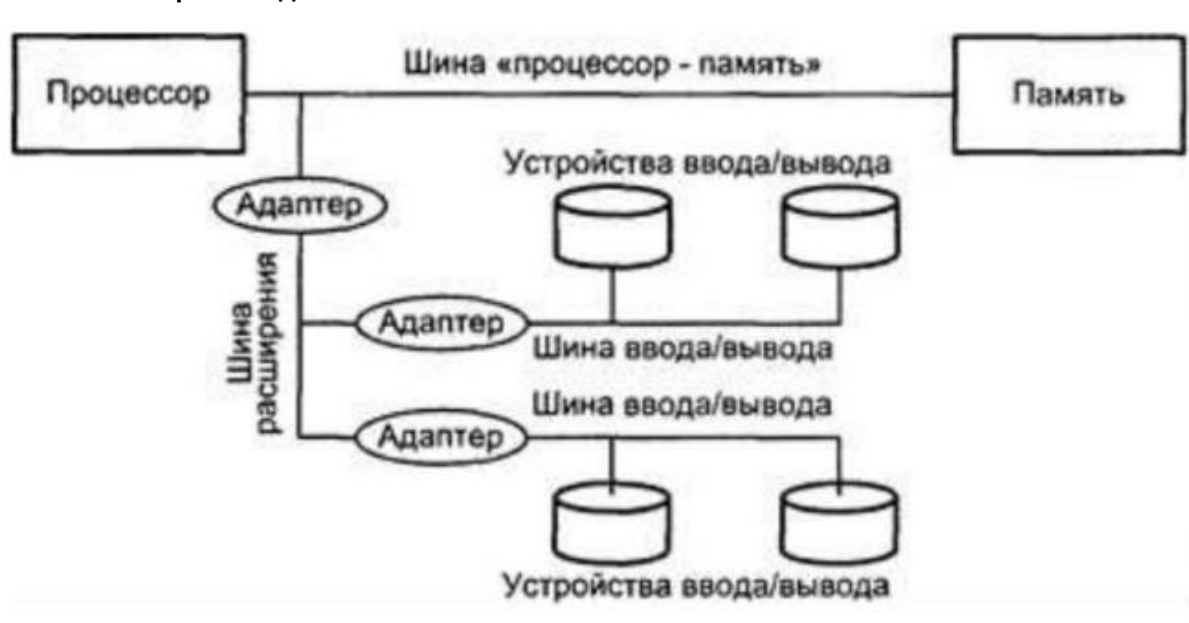 Шина «процессор - память»
Процессор
Память
Устройства ввода/вывода
Адаптер
Шина
расширения
Адаптер
Шина ввода/вывода
Шина ввода/вывода
Адаптер
Устройства ввода/вывода